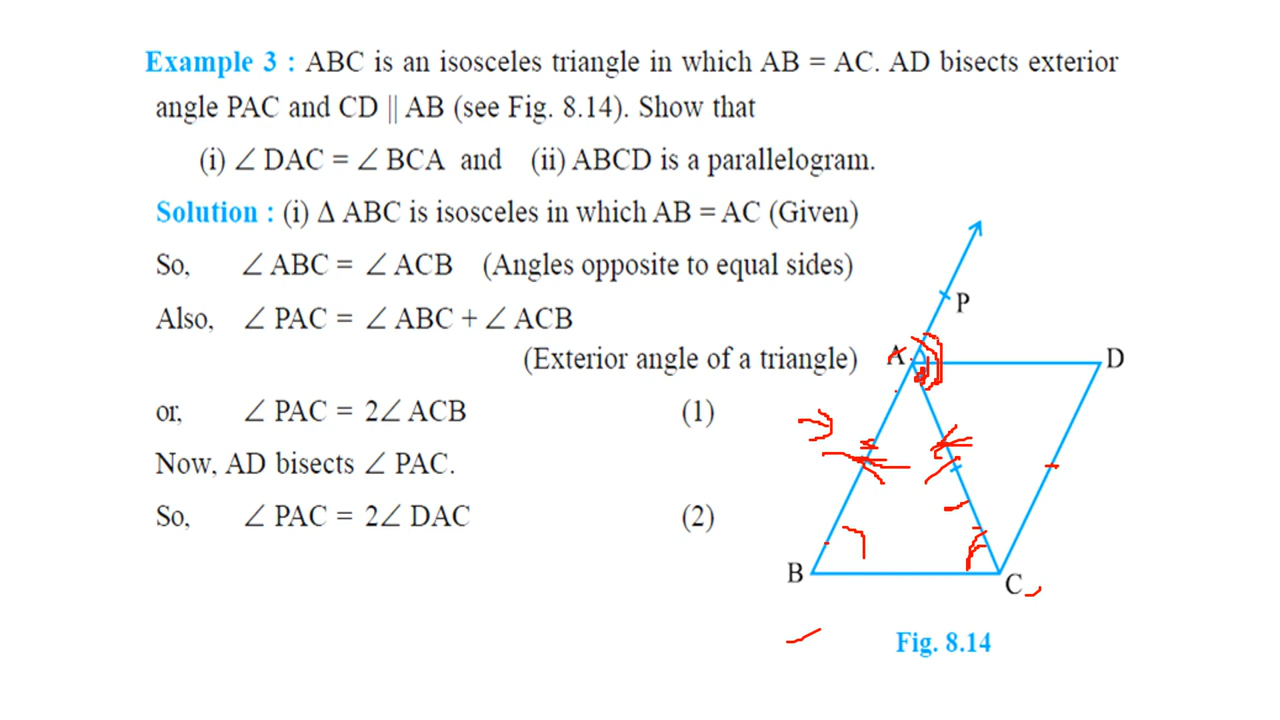 Example 3 : ABC is an isosceles triangle in which AB = AC. AD bisects exterior
angle PAC and CD || AB (see Fig. 8.14). Show that
(i) ∠ DAC = ∠ BCA and (ii) ABCD is a parallelogram.
Solution : (i) Δ ABC is isosceles in which AB = AC (Given)
So, ∠ ABC = ∠ ACB (Angles opposite to equal sides)
Also, ∠ PAC = ∠ ABC + ∠ ACB
(Exterior angle of a triangle)
or, ∠ PAC = 2∠ ACB (1)
Now, AD bisects ∠ PAC.
So, ∠ PAC = 2∠ DAC (2)
P
A
D
B
C
Fig. 8.14